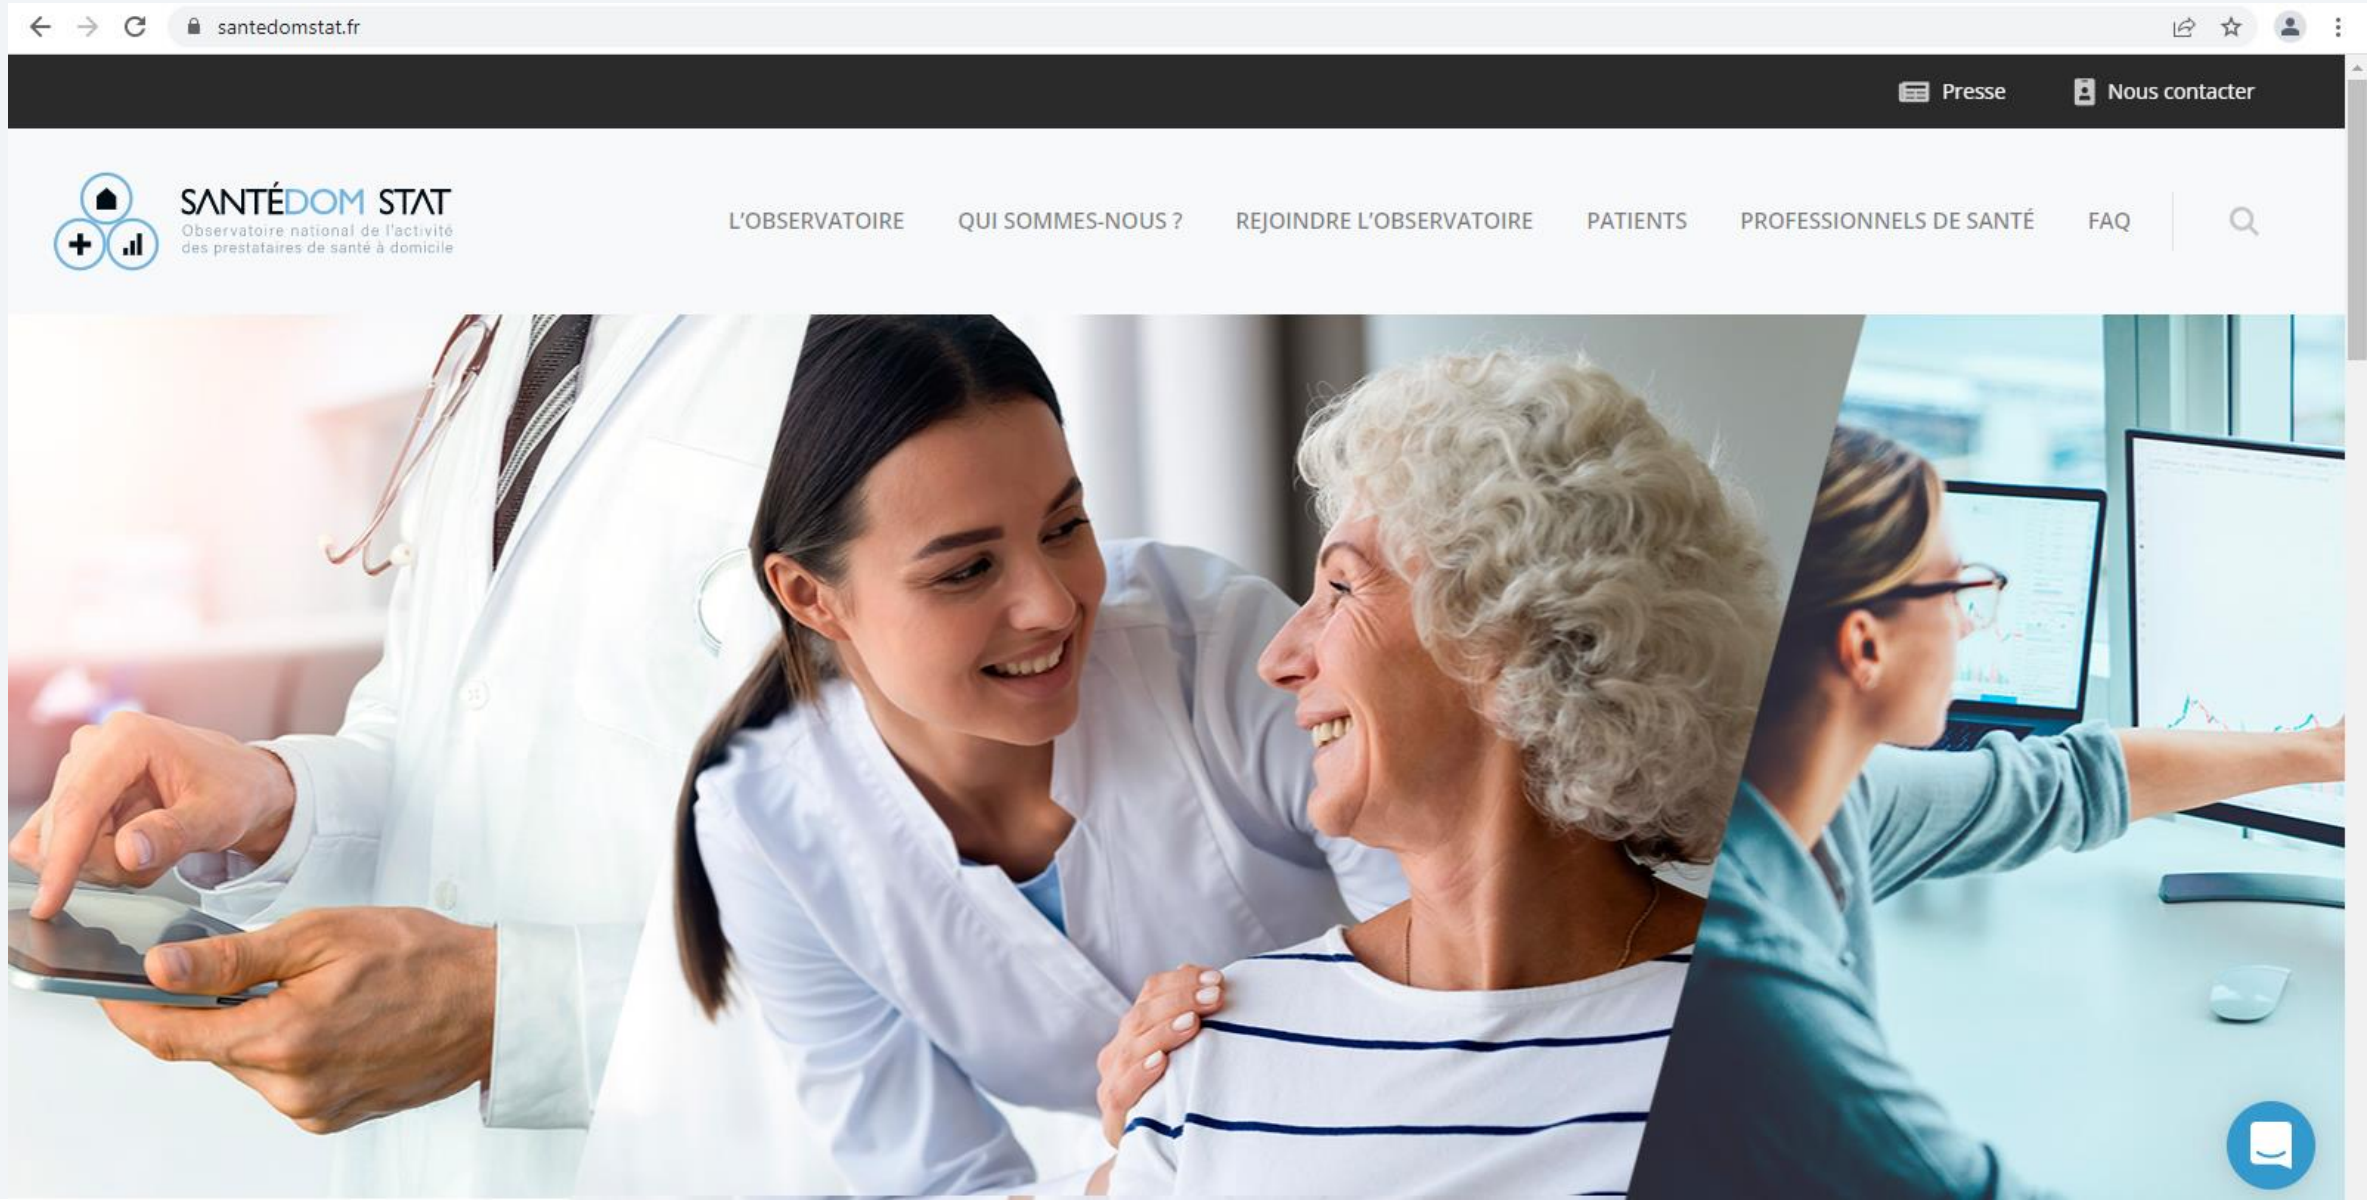 santedomstat.fr
Presse
Nous contacter
SANTÉDOM STAT
Observatoire national de l'activité
des prestataires de santé à domicile
L'OBSERVATOIRE
QUI SOMMES-NOUS ?
REJOINDRE L'OBSERVATOIRE
PATIENTS
PROFESSIONNELS DE SANTÉ
FAQ